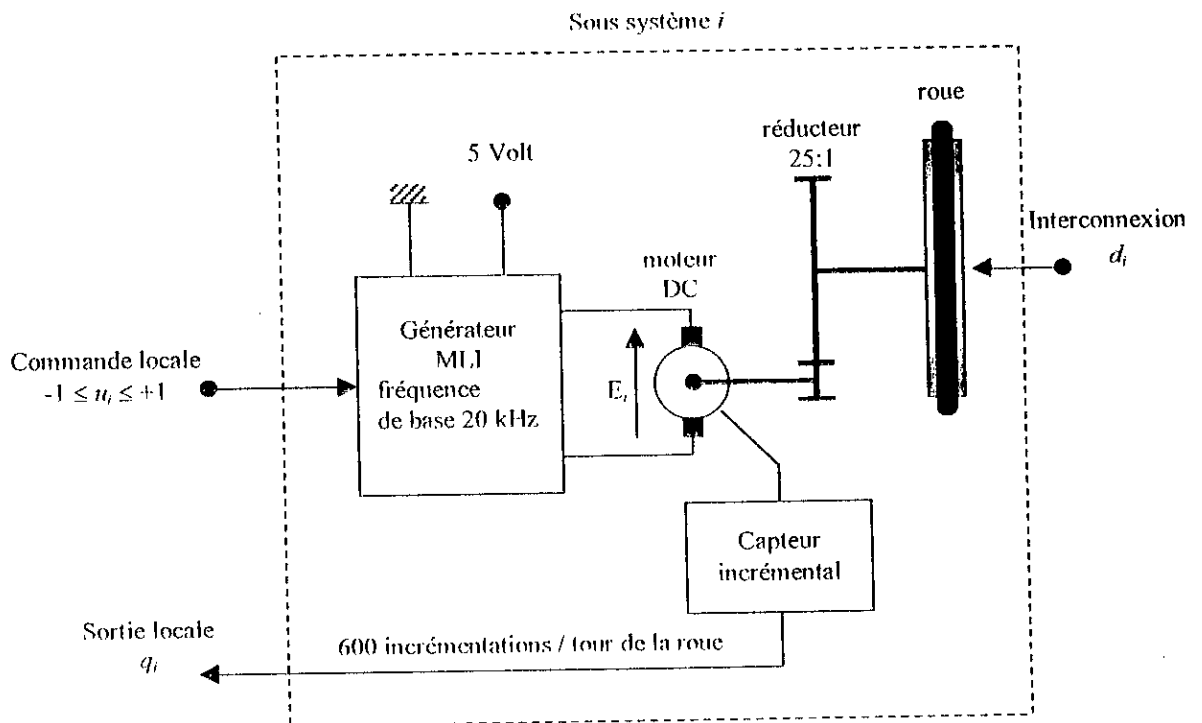 Sous système i
roue
réducteur
25:1
5 Volt
Interconnexion
d_i
moteur
DC
Générateur
MLI
fréquence
de base 20 kHz
Commande locale
-1 ≤ u_i ≤ +1
E_i
Capteur
incrémental
Sortie locale
q_i
600 incrémentations / tour de la roue